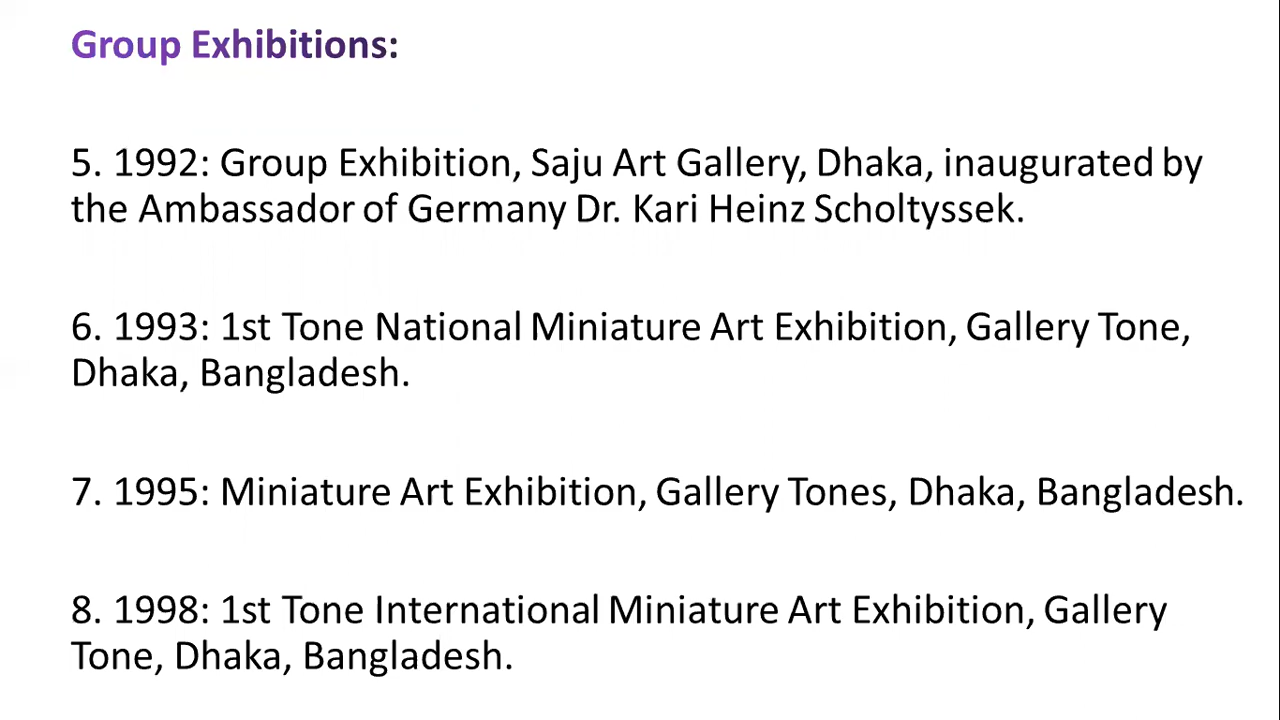 Group Exhibitions:
5. 1992: Group Exhibition, Saju Art Gallery, Dhaka, inaugurated by
the Ambassador of Germany Dr. Kari Heinz Scholtyssek.
6. 1993: 1st Tone National Miniature Art Exhibition, Gallery Tone,
Dhaka, Bangladesh.
7. 1995: Miniature Art Exhibition, Gallery Tones, Dhaka, Bangladesh.
8. 1998: 1st Tone International Miniature Art Exhibition, Gallery
Tone, Dhaka, Bangladesh.